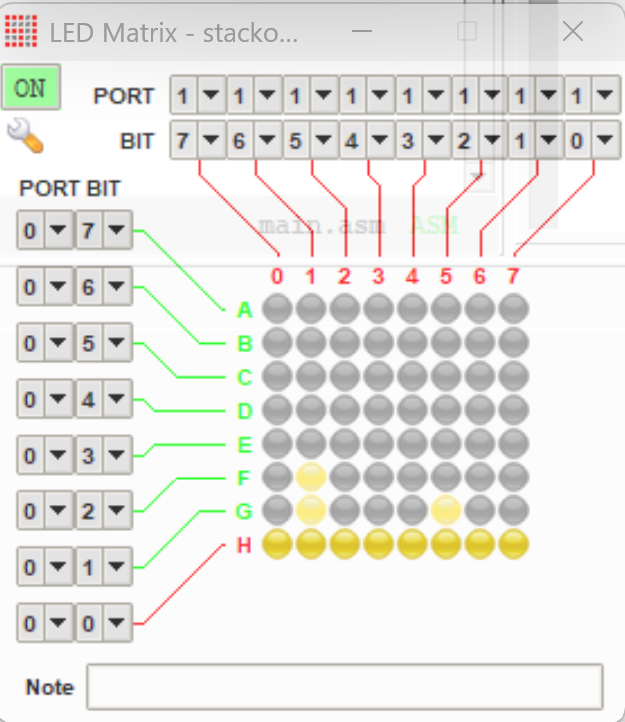 LED Matrix - stacko...
ON
PORT 1 1 1 1 1 1 1 1
BIT 7 6 5 4 3 2 1 0
PORT BIT
main.asm ASM
0 7
0 1 2 3 4 5 6 7
0 6
A
B
0 5
C
0 4
D
0 3
E
F
0 2
G
H
0 1
0 0
Note